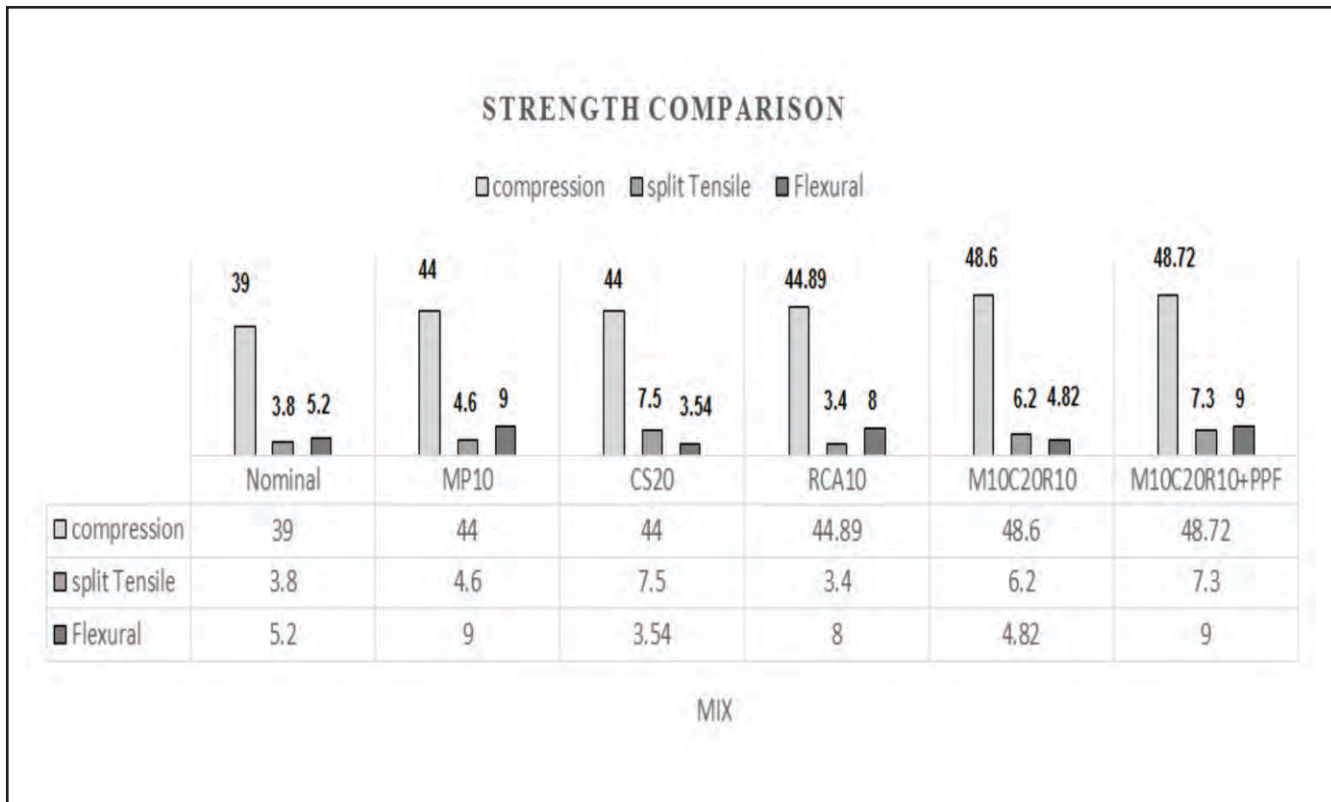 STRENGTH COMPARISON
compression split Tensile Flexural
39 3.8 5.2 44 4.6 9 44 7.5 3.54 44.89 3.4 8 48.6 6.2 4.82 48.72 7.3 9
Nominal MP10 CS20 RCA10 M10C20R10 M10C20R10+PPF
compression 39 44 44 44.89 48.6 48.72
split Tensile 3.8 4.6 7.5 3.4 6.2 7.3
Flexural 5.2 9 3.54 8 4.82 9
MIX